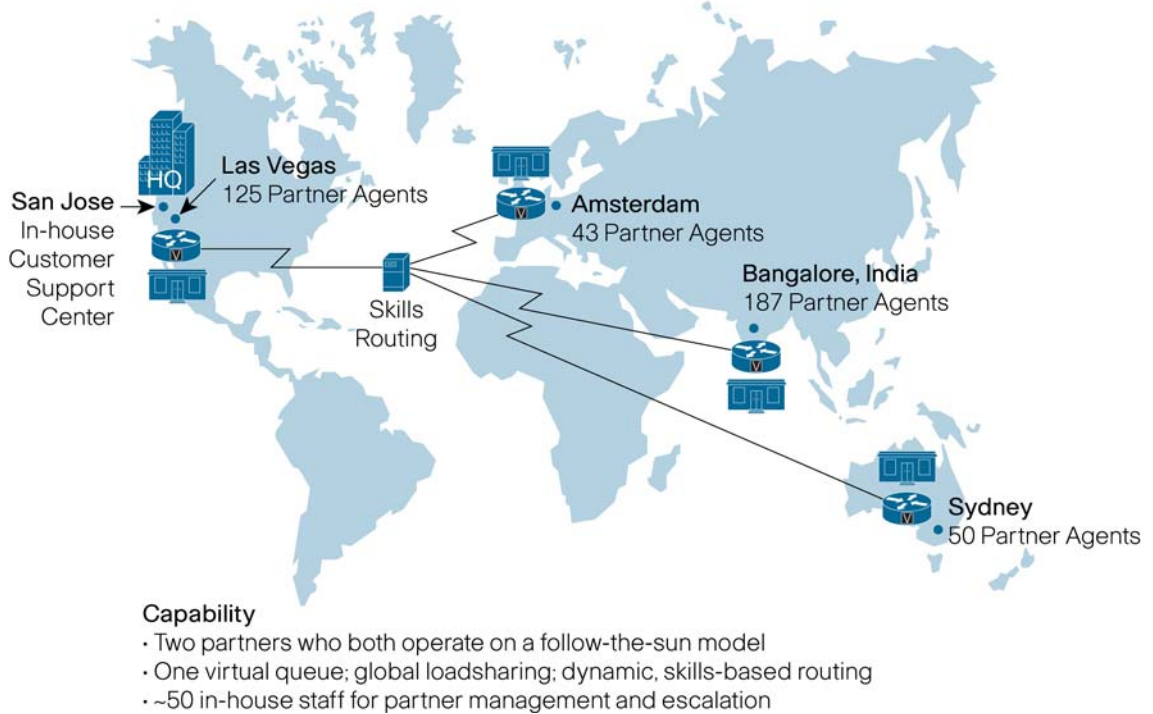 HQ
San Jose
In-house
Customer
Support
Center
Las Vegas
125 Partner Agents
Skills
Routing
Amsterdam
43 Partner Agents
Bangalore, India
187 Partner Agents
Sydney
50 Partner Agents
V
V
V
V
Capability
· Two partners who both operate on a follow-the-sun model
· One virtual queue; global loadsharing; dynamic, skills-based routing
· ~50 in-house staff for partner management and escalation